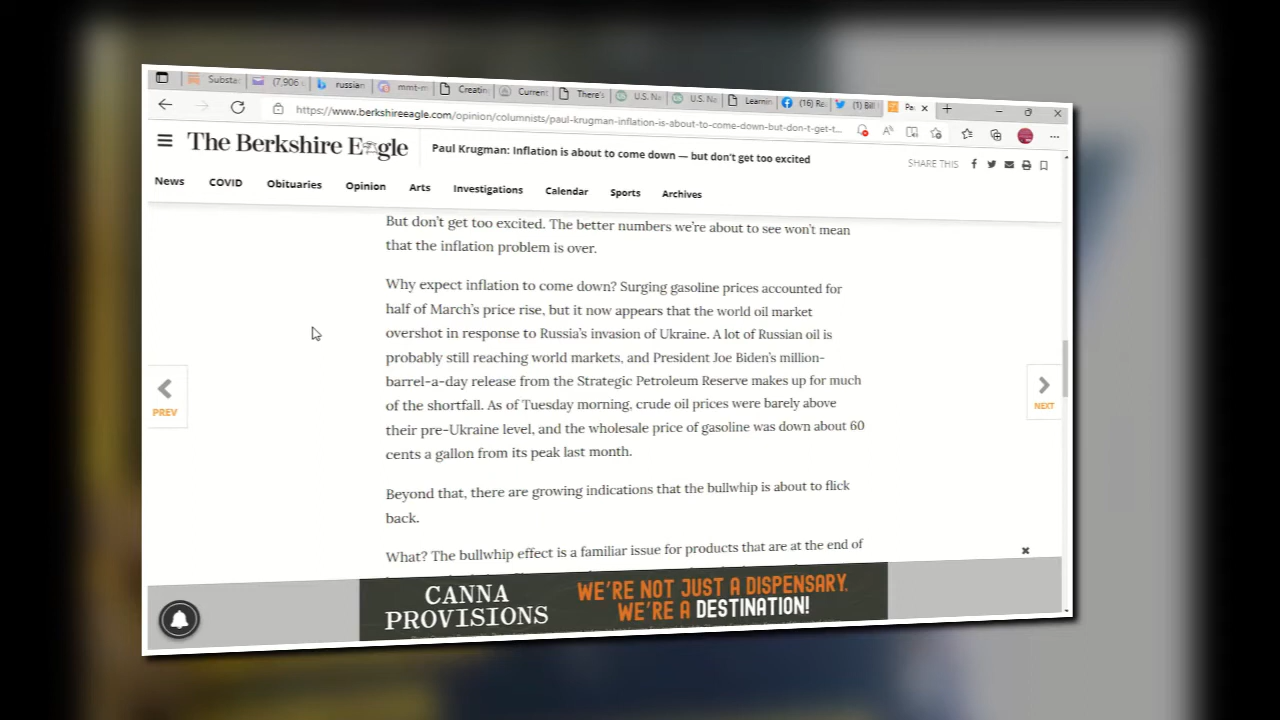 Substa
(7,906
russian
mmt-m
Creatin
Current
There's
U.S. Na
U.S. Na
Learnin
(16) Re
(1) Bill
Pa
https://www.berkshireeagle.com/opinion/columnists/paul-krugman-inflation-is-about-to-come-down-but-don-t-get-t...
The Berkshire Eagle
Paul Krugman: Inflation is about to come down — but don't get too excited
SHARE THIS
News COVID Obituaries Opinion Arts Investigations Calendar Sports Archives
But don't get too excited. The better numbers we're about to see won't mean
that the inflation problem is over.
Why expect inflation to come down? Surging gasoline prices accounted for
half of March's price rise, but it now appears that the world oil market
overshot in response to Russia's invasion of Ukraine. A lot of Russian oil is
probably still reaching world markets, and President Joe Biden's million-
barrel-a-day release from the Strategic Petroleum Reserve makes up for much
of the shortfall. As of Tuesday morning, crude oil prices were barely above
their pre-Ukraine level, and the wholesale price of gasoline was down about 60
cents a gallon from its peak last month.
Beyond that, there are growing indications that the bullwhip is about to flick
back.
What? The bullwhip effect is a familiar issue for products that are at the end of
PREV
NEXT
CANNA
PROVISIONS
WE'RE NOT JUST A DISPENSARY.
WE'RE A DESTINATION!